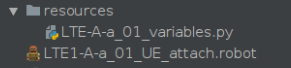 resources
LTE-A-a_01_variables.py
LTE1-A-a_01_UE_attach.robot